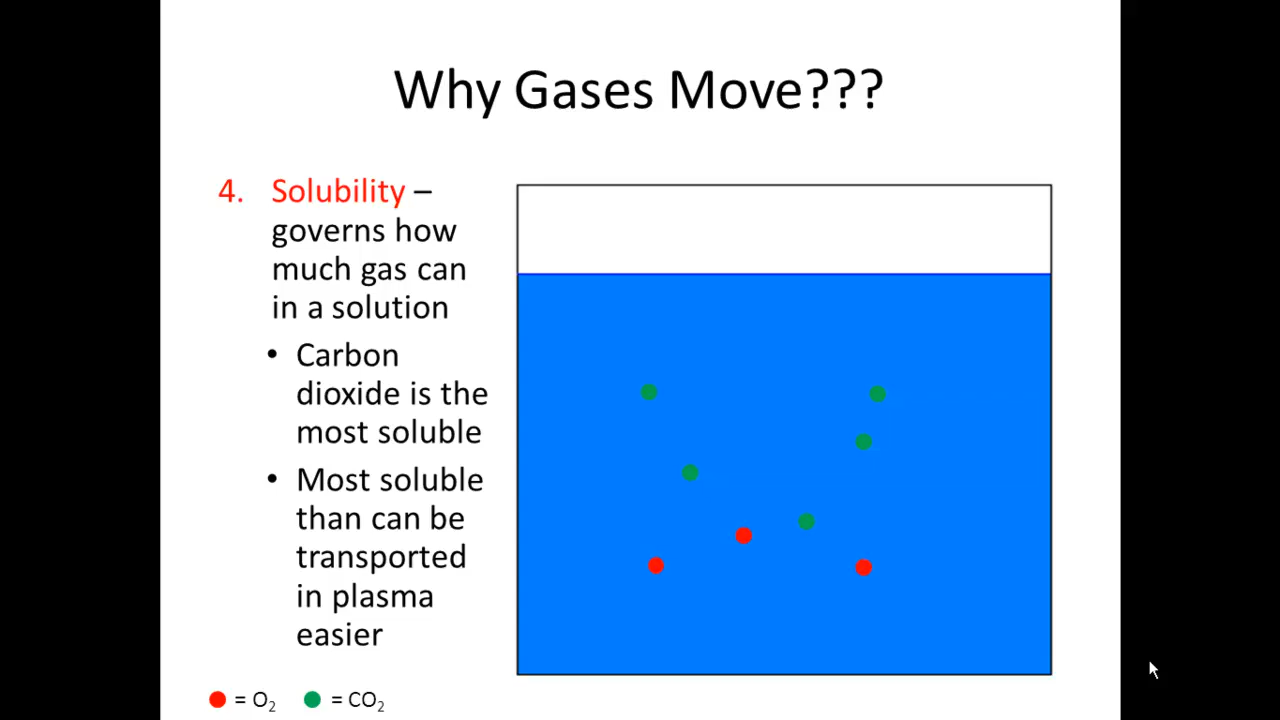 Why Gases Move???
4. Solubility –
governs how
much gas can
in a solution
• Carbon
dioxide is the
most soluble
• Most soluble
than can be
transported
in plasma
easier
= O₂ = CO₂